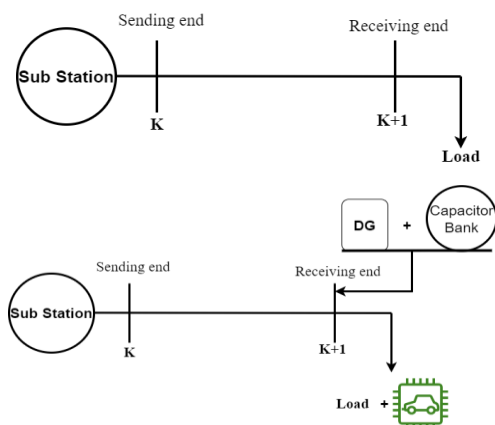 Sending end
Receiving end
Sub Station
K
K+1
Load
DG
+
Capacitor
Bank
Sending end
Receiving end
Sub Station
K
K+1
Load +